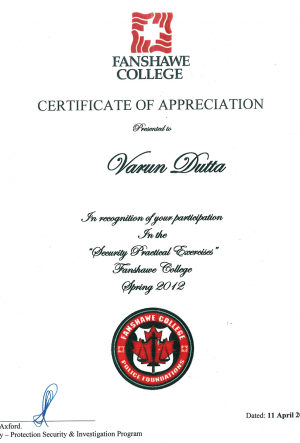 FANSHAWE
COLLEGE
CERTIFICATE OF APPRECIATION
Presented to
Varun Dutta
In recognition of your participation
In the
"Security Practical Exercises"
Fanshawe College
Spring 2012
FANSHAWE COLLEGE
POLICE FOUNDATIONS
Dated: 11 April 20
Axford.
y – Protection Security & Investigation Program